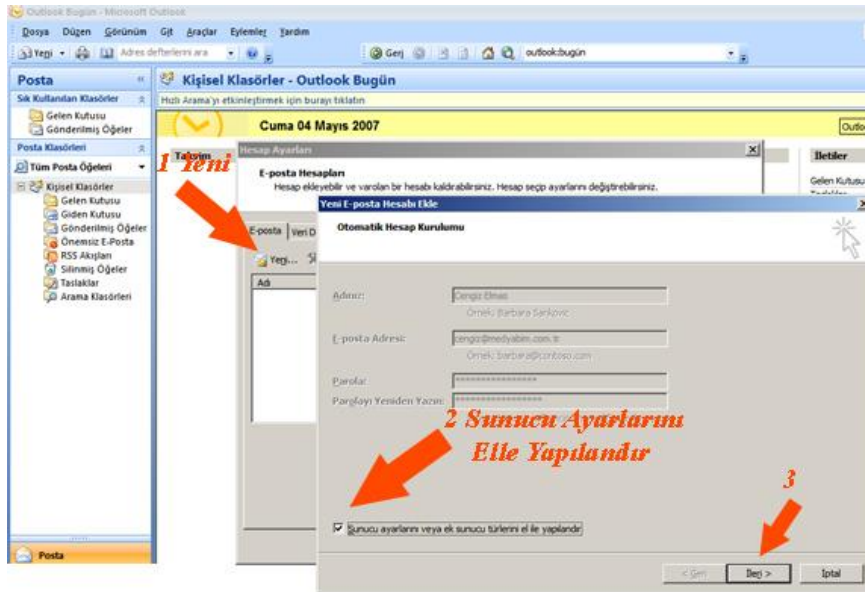 Outlook Bugün - Microsoft Outlook
Dosya Düzen Görünüm Git Araçlar Eylemler Yardım
Yeni Adres defterlerini ara Geri outlook:bugün
Posta
Kişisel Klasörler - Outlook Bugün
Sık Kullanılan Klasörler
Hızlı Arama'yı etkinleştirmek için burayı tıklatın
Gelen Kutusu
Gönderilmiş Öğeler
Cuma 04 Mayıs 2007
Posta Klasörleri
Tüm Posta Öğeleri
Kişisel Klasörler
Gelen Kutusu
Giden Kutusu
Gönderilmiş Öğeler
Önemsiz E-Posta
RSS Akışları
Silinmiş Öğeler
Taslaklar
Arama Klasörleri
Posta
Takvim
1 Yeni
İletiler
Gelen Kutusu
Taslaklar
Hesap Ayarları
E-posta Hesapları
Hesap ekleyebilir ve varolan bir hesabı kaldırabilirsiniz. Hesap seçip ayarlarını değiştirebilirsiniz.
E-posta Veri D
Yeni...
Adı
Yeni E-posta Hesabı Ekle
Otomatik Hesap Kurulumu
Adınız: Cengiz Elmas
Örnek: Barbara Sankovic
E-posta Adresi: cengiz@medyabim.com.tr
Örnek: barbara@contoso.com
Parola: ****************
Parolayı Yeniden Yazın: *****************
2 Sunucu Ayarlarını
Elle Yapılandır
3
Sunucu ayarlarını veya ek sunucu türlerini el ile yapılandır
< Geri İleri > İptal